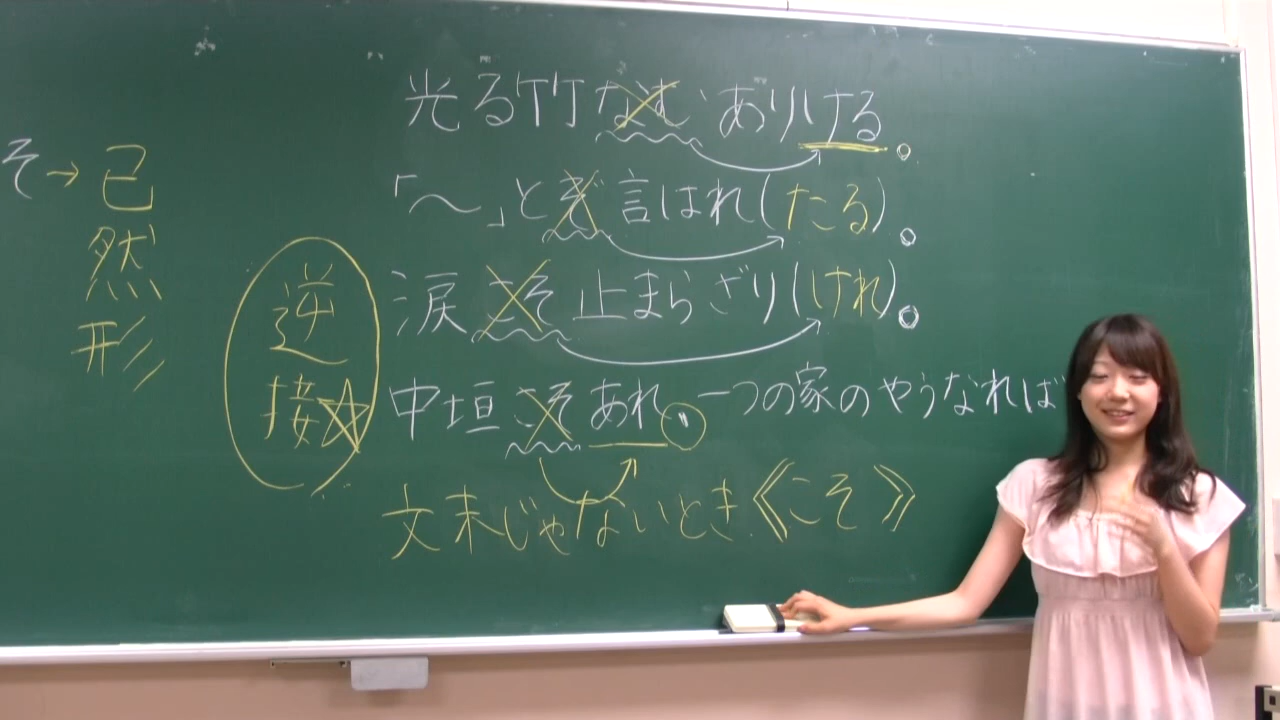 光る竹なむありける。
「～」とぞ言はれ(たる)。
涙こそ止まらざり(けれ)。
中垣こそあれ、一つの家のやうなれば
文末じゃないとき《こそ》
逆接☆
そ→已然形